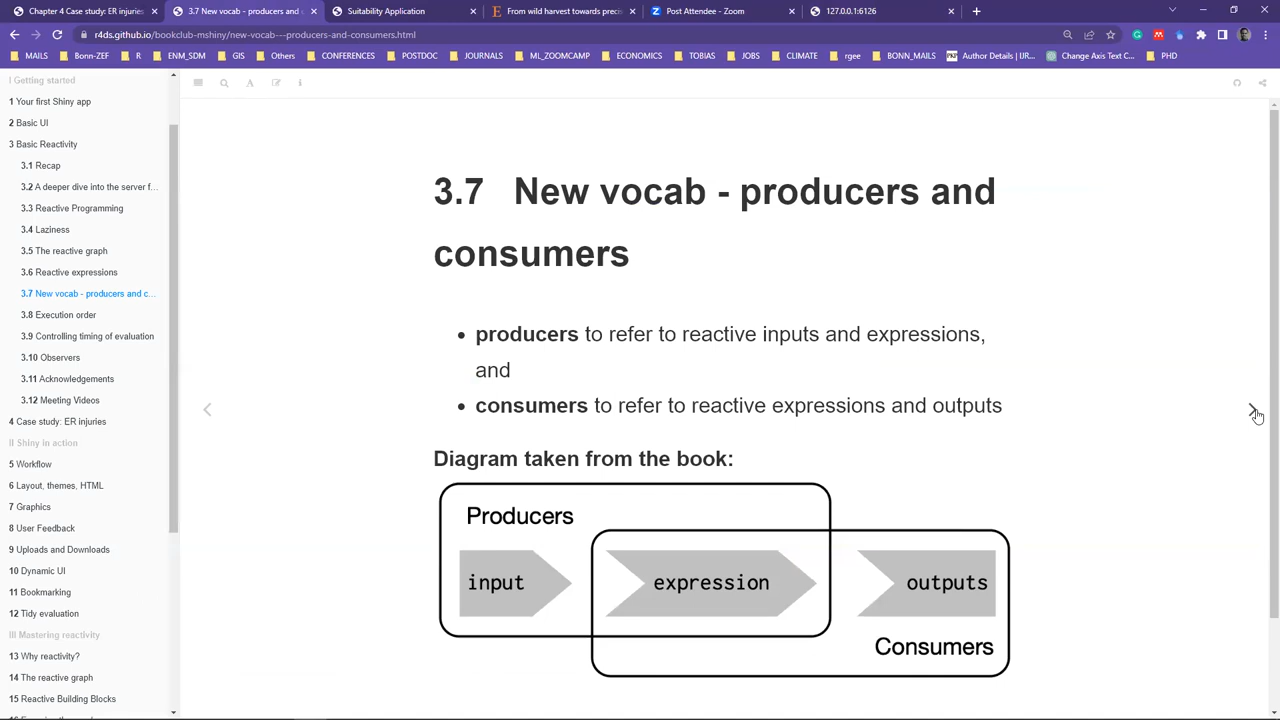 Chapter 4 Case study: ER injuries
3.7 New vocab - producers and
Suitability Application
From wild harvest towards preci
Post Attendee - Zoom
127.0.0.1:6126
r4ds.github.io/bookclub-mshiny/new-vocab---producers-and-consumers.html
MAILS
Bonn-ZEF
R
ENM_SDM
GIS
Others
CONFERENCES
POSTDOC
JOURNALS
ML_ZOOMCAMP
ECONOMICS
TOBIAS
JOBS
CLIMATE
rgee
BONN_MAILS
Author Details (IJR...
Change Axis Text C...
PHD
I Getting started
1 Your first Shiny app
2 Basic UI
3 Basic Reactivity
3.1 Recap
3.2 A deeper dive into the server f...
3.3 Reactive Programming
3.4 Laziness
3.5 The reactive graph
3.6 Reactive expressions
3.7 New vocab - producers and c...
3.8 Execution order
3.9 Controlling timing of evaluation
3.10 Observers
3.11 Acknowledgements
3.12 Meeting Videos
4 Case study: ER injuries
II Shiny in action
5 Workflow
6 Layout, themes, HTML
7 Graphics
8 User Feedback
9 Uploads and Downloads
10 Dynamic UI
11 Bookmarking
12 Tidy evaluation
III Mastering reactivity
13 Why reactivity?
14 The reactive graph
15 Reactive Building Blocks
3.7 New vocab - producers and
consumers
• producers to refer to reactive inputs and expressions,
and
• consumers to refer to reactive expressions and outputs
Diagram taken from the book:
Producers
input
expression
outputs
Consumers